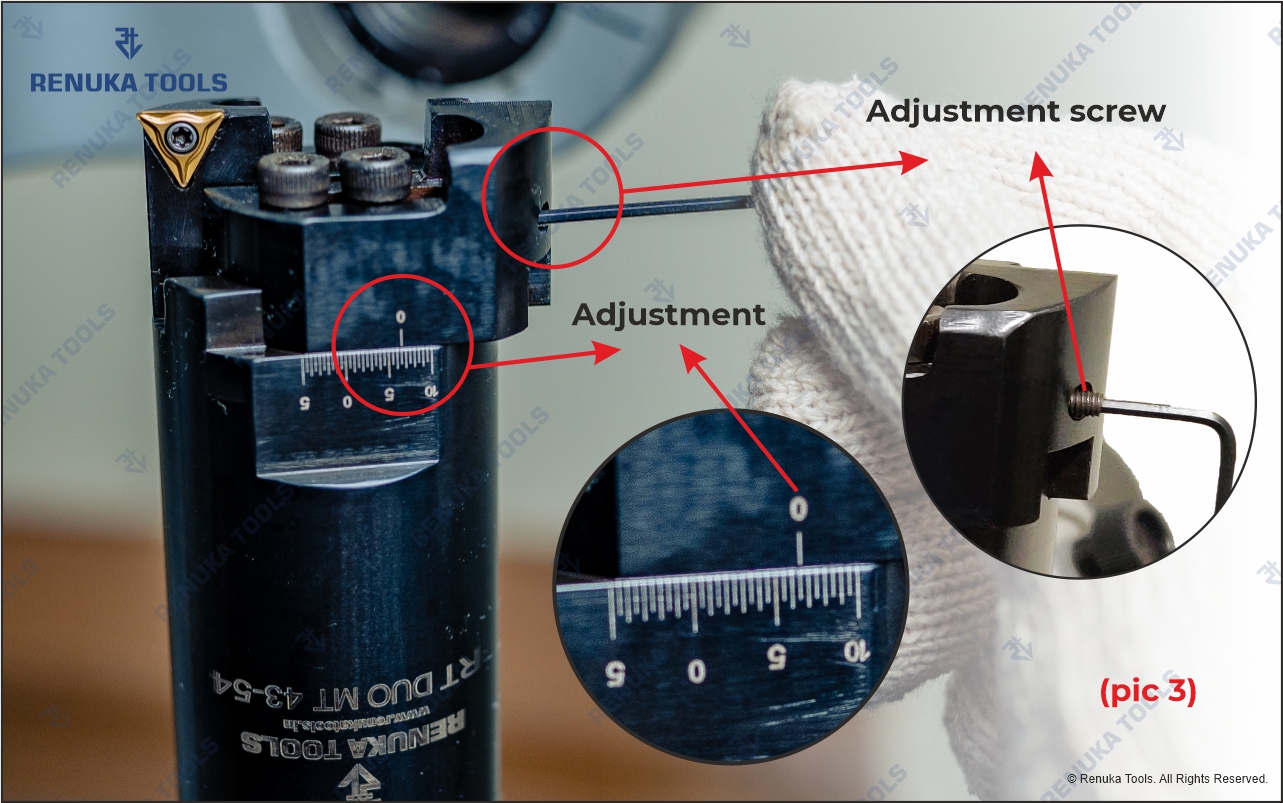 RENUKA TOOLS
Adjustment screw
0
Adjustment
5 0 5 10
0
5 0 5 10
RT DUO MT 43-54
www.renukatools.in
RENUKA TOOLS
(pic 3)
© Renuka Tools. All Rights Reserved.